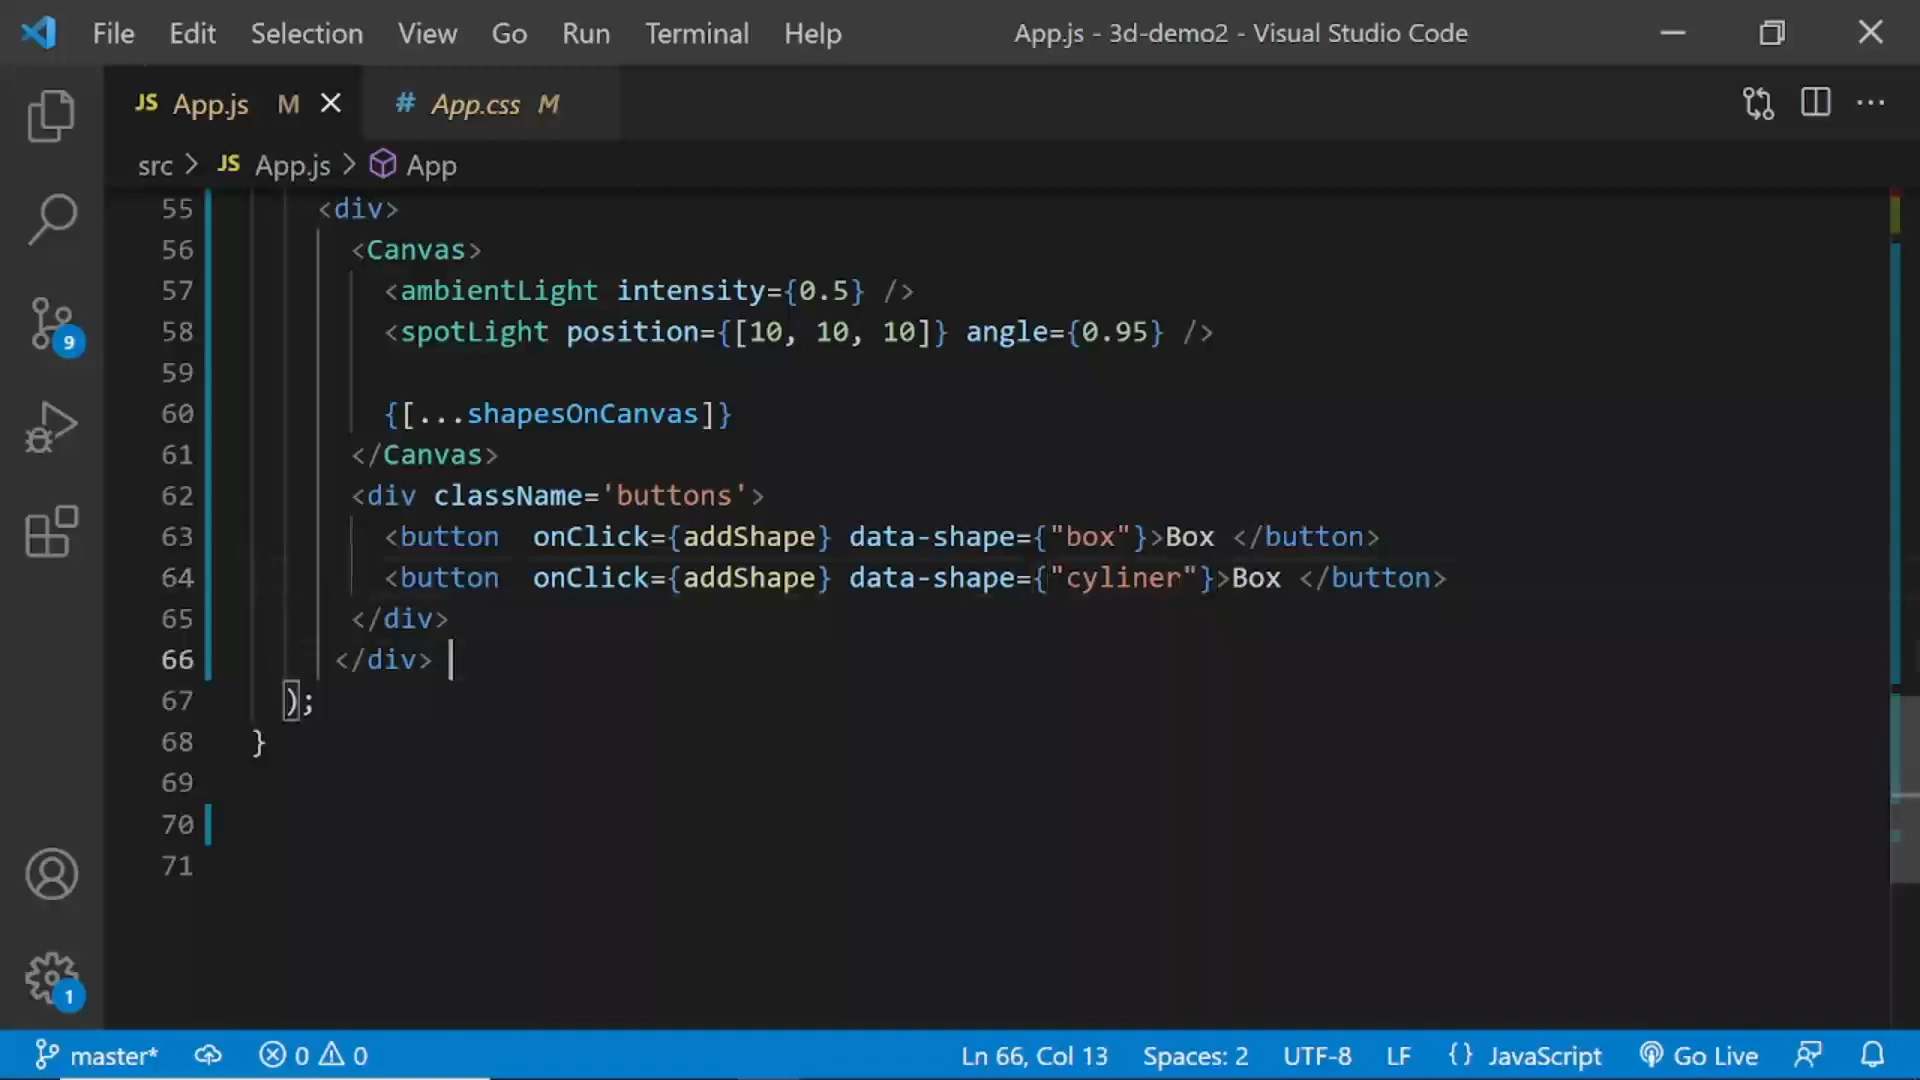 File Edit Selection View Go Run Terminal Help App.js - 3d-demo2 - Visual Studio Code
JS App.js M # App.css M
src > JS App.js > App
55 <div>
56 <Canvas>
57 <ambientLight intensity={0.5} />
58 <spotLight position={[10, 10, 10]} angle={0.95} />
59
60 {[...shapesOnCanvas]}
61 </Canvas>
62 <div className='buttons'>
63 <button  onClick={addShape} data-shape={"box"}>Box </button>
64 <button  onClick={addShape} data-shape={"cyliner"}>Box </button>
65 </div>
66 </div>
67 );
68 }
69
70
71
9
1
master* 0 0 Ln 66, Col 13 Spaces: 2 UTF-8 LF {} JavaScript Go Live